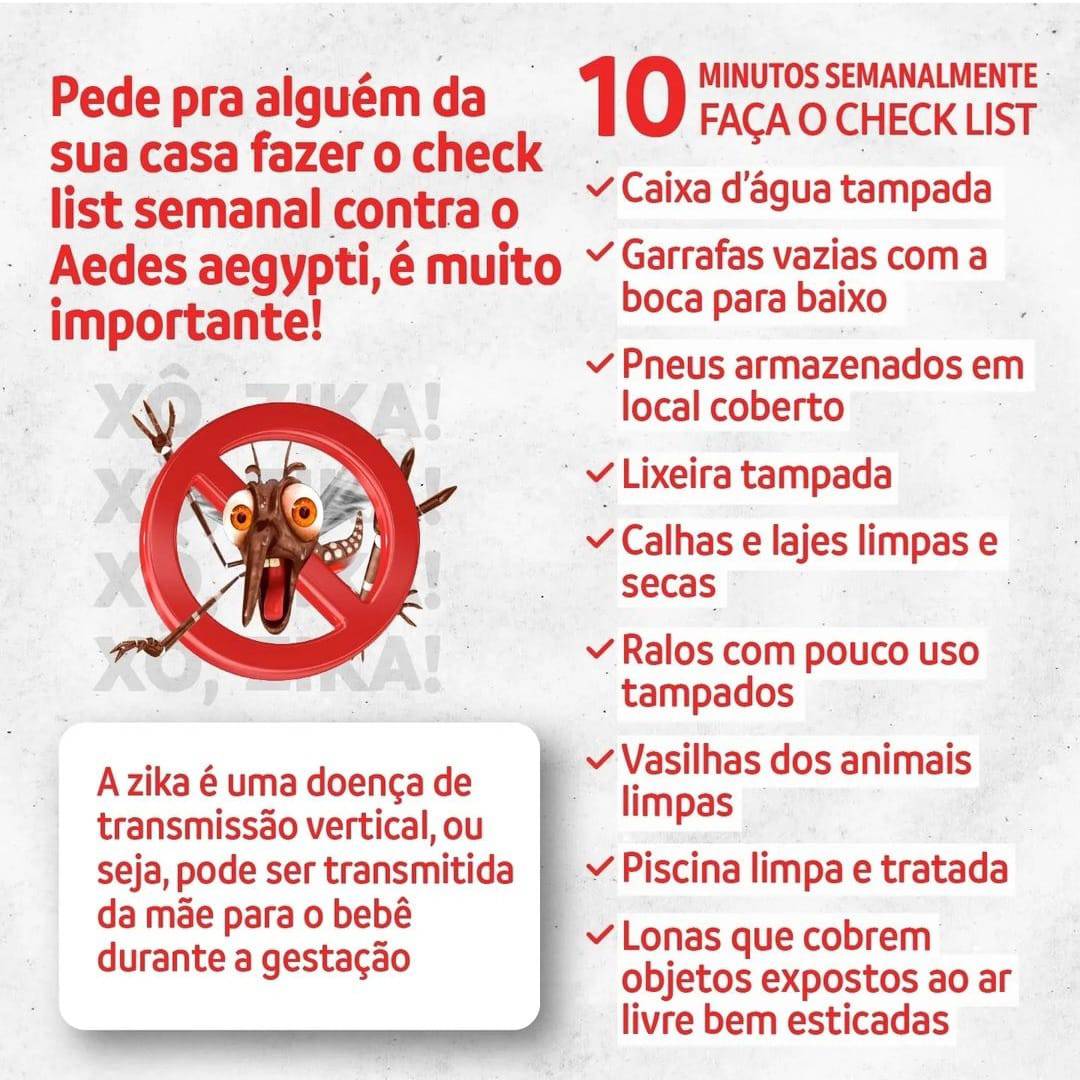 Pede pra alguém da
sua casa fazer o check
list semanal contra o
Aedes aegypti, é muito
importante!
XÔ, ZIKA!
XÔ, ZIKA!
XÔ, ZIKA!
XÔ, ZIKA!
A zika é uma doença de
transmissão vertical, ou
seja, pode ser transmitida
da mãe para o bebê
durante a gestação
10 MINUTOS SEMANALMENTE
FAÇA O CHECK LIST
Caixa d’água tampada
Garrafas vazias com a
boca para baixo
Pneus armazenados em
local coberto
Lixeira tampada
Calhas e lajes limpas e
secas
Ralos com pouco uso
tampados
Vasilhas dos animais
limpas
Piscina limpa e tratada
Lonas que cobrem
objetos expostos ao ar
livre bem esticadas